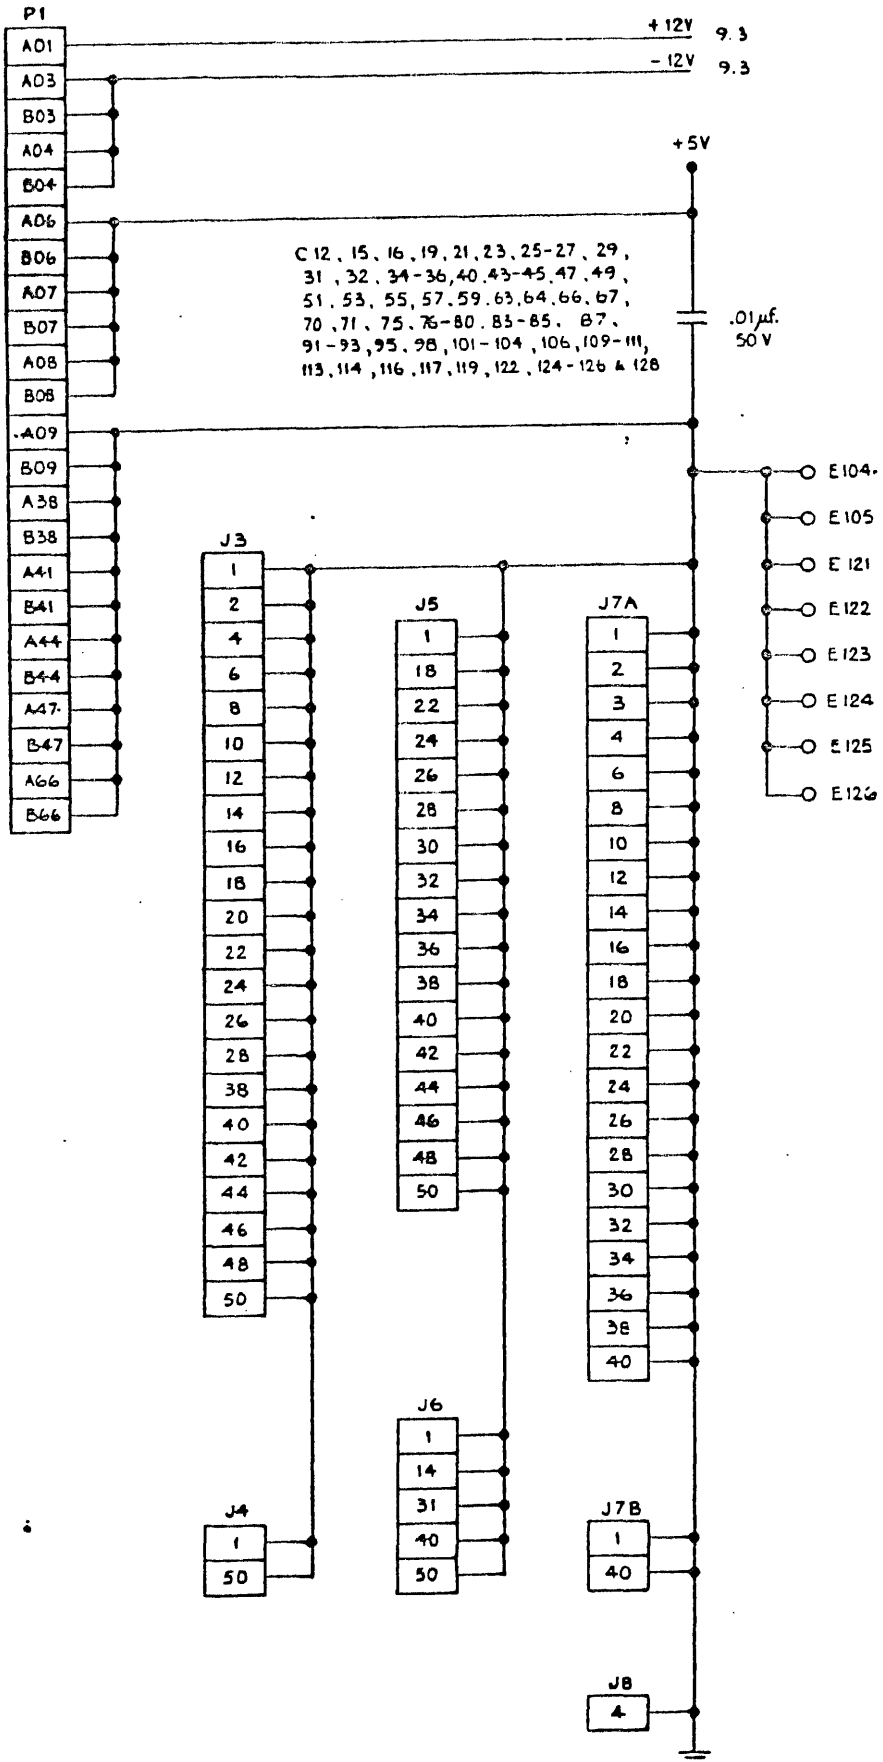 P1
A01
A03
B03
A04
B04
A06
B06
A07
B07
A08
B08
A09
B09
A38
B38
A41
B41
A44
B44
A47
B47
A66
B66
+12V 9.3
-12V 9.3
+5V
C 12, 15, 16, 19, 21, 23, 25-27, 29,
31, 32, 34-36, 40, 43-45, 47, 49,
51, 53, 55, 57, 59, 63, 64, 66, 67,
70, 71, 75, 76-80, 83-85, 87,
91-93, 95, 98, 101-104, 106, 109-111,
113, 114, 116, 117, 119, 122, 124-126 & 128
.01µf.
50V
E104
E105
E121
E122
E123
E124
E125
E126
J3
1
2
4
6
8
10
12
14
16
18
20
22
24
26
28
38
40
42
44
46
48
50
J5
1
18
22
24
26
28
30
32
34
36
38
40
42
44
46
48
50
J7A
1
2
3
4
6
8
10
12
14
16
18
20
22
24
26
28
30
32
34
36
38
40
J4
1
50
J6
1
14
31
40
50
J7B
1
40
J8
4